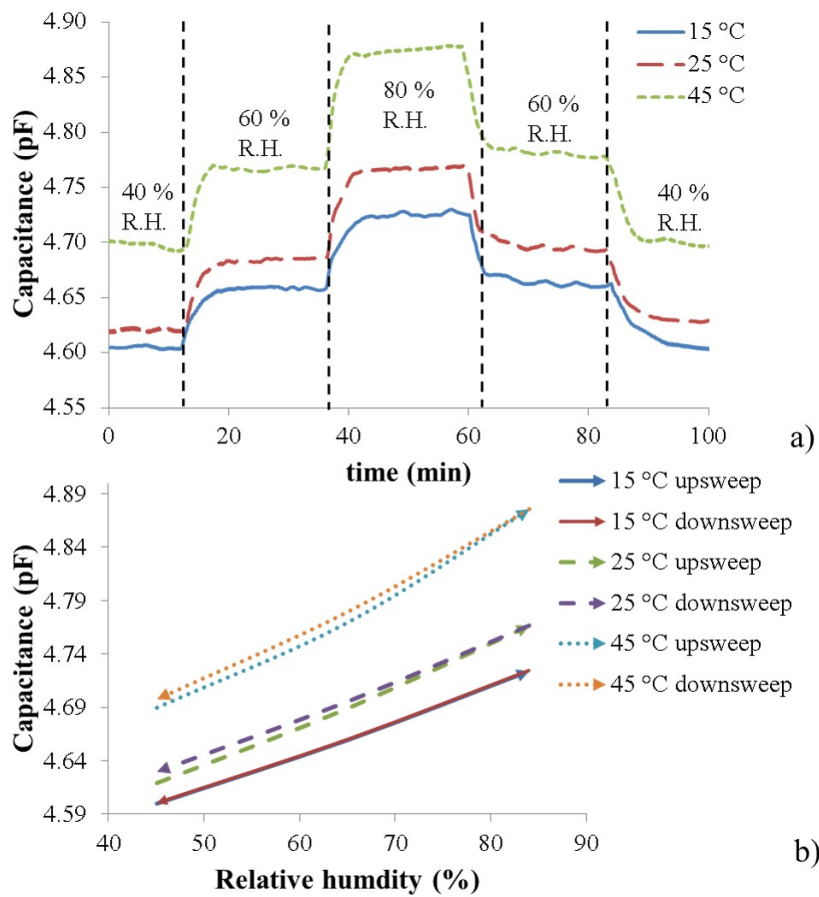 4.90
4.85
4.80
4.75
4.70
4.65
4.60
4.55
Capacitance (pF)
15 °C
25 °C
45 °C
40 %
R.H.
60 %
R.H.
80 %
R.H.
60 %
R.H.
40 %
R.H.
0 20 40 60 80 100
time (min)
a)
4.89
4.84
4.79
4.74
4.69
4.64
4.59
Capacitance (pF)
15 °C upsweep
15 °C downsweep
25 °C upsweep
25 °C downsweep
45 °C upsweep
45 °C downsweep
40 50 60 70 80 90
Relative humdity (%)
b)